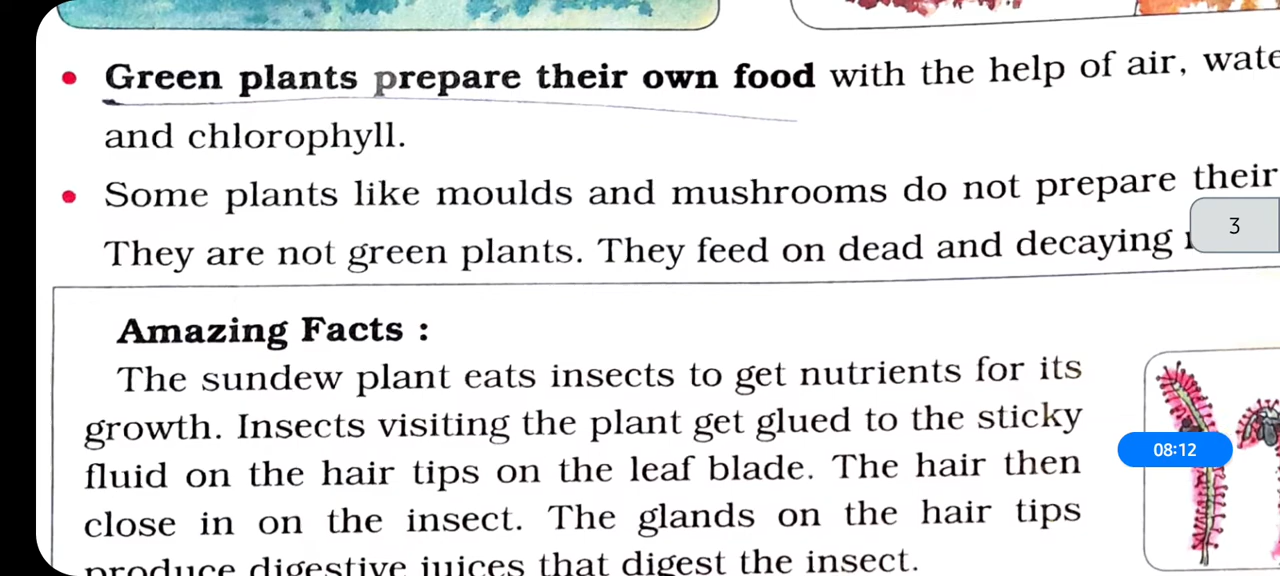 • Green plants prepare their own food with the help of air,
and chlorophyll.
• Some plants like moulds and mushrooms do not prepare their
They are not green plants. They feed on dead and decaying
3
Amazing Facts :
The sundew plant eats insects to get nutrients for its
growth. Insects visiting the plant get glued to the sticky
fluid on the hair tips on the leaf blade. The hair then
08:12
close in on the insect. The glands on the hair tips
produce digestive juices that digest the insect.